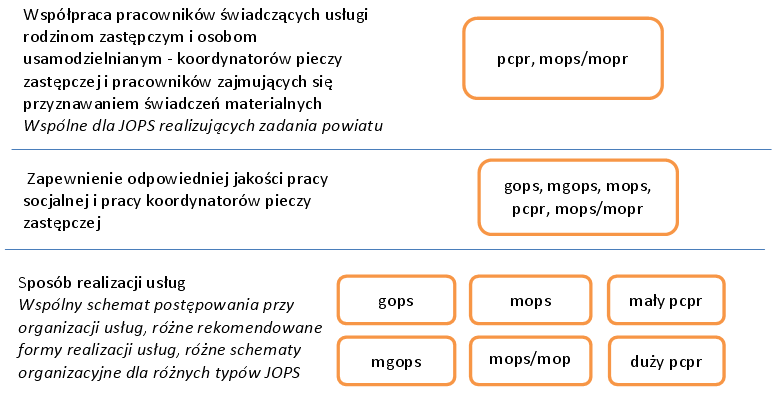 Współpraca pracowników świadczących usługi
rodzinom zastępczym i osobom
usamodzielnianym - koordynatorów pieczy
zastępczej i pracowników zajmujących się
przyznawaniem świadczeń materialnych
Wspólne dla JOPS realizujących zadania powiatu
pcpr, mops/mopr
Zapewnienie odpowiedniej jakości pracy
socjalnej i pracy koordynatorów pieczy
zastępczej
gops, mgops, mops,
pcpr, mops/mopr
Sposób realizacji usług
Wspólny schemat postępowania przy
organizacji usług, różne rekomendowane
formy realizacji usług, różne schematy
organizacyjne dla różnych typów JOPS
gops
mops
mały pcpr
mgops
mops/mop
duży pcpr